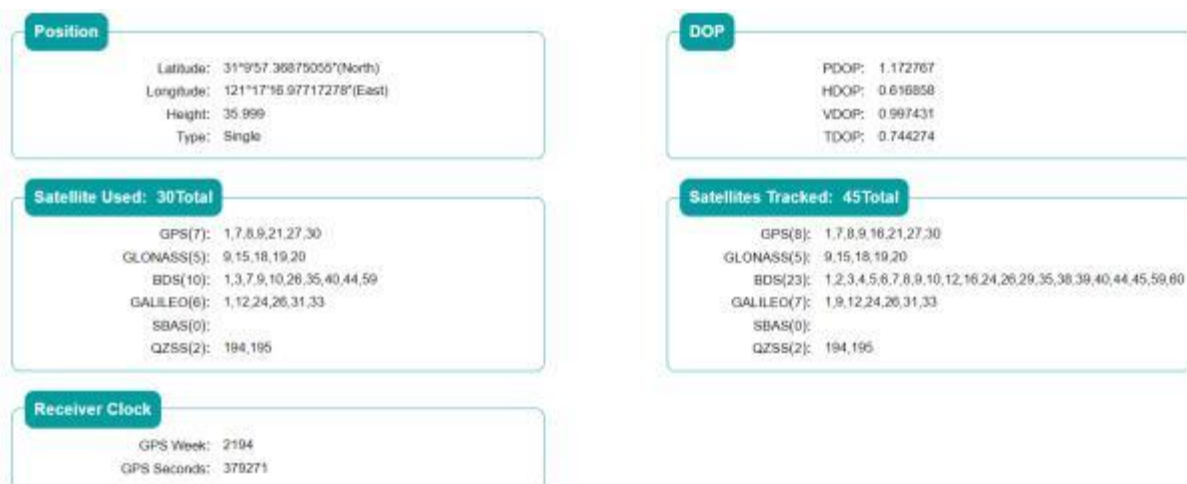 Position
Latitude: 31°9'57.36875055"(North)
Longitude: 121°17'16.97717278"(East)
Height: 35.999
Type: Single
DOP
PDOP: 1.172767
HDOP: 0.616858
VDOP: 0.997431
TDOP: 0.744274
Satellite Used: 30Total
GPS(7): 1,7,8,9,21,27,30
GLONASS(5): 9,15,18,19,20
BDS(10): 1,3,7,9,10,26,35,40,44,59
GALILEO(6): 1,12,24,26,31,33
SBAS(0):
QZSS(2): 194,195
Satellites Tracked: 45Total
GPS(8): 1,7,8,9,16,21,27,30
GLONASS(5): 9,15,18,19,20
BDS(23): 1,2,3,4,5,6,7,8,9,10,12,16,24,26,29,35,38,39,40,44,45,59,60
GALILEO(7): 1,9,12,24,26,31,33
SBAS(0):
QZSS(2): 194,195
Receiver Clock
GPS Week: 2194
GPS Seconds: 379271